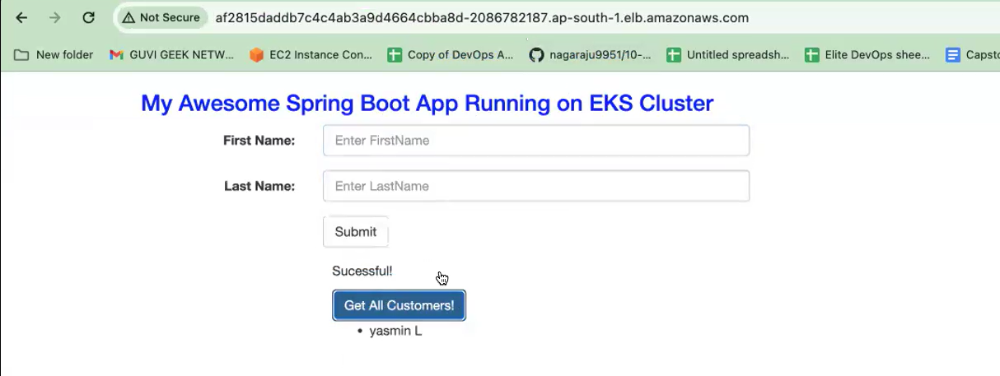 Not Secure af2815daddb7c4c4ab3a9d4664cbba8d-2086782187.ap-south-1.elb.amazonaws.com
New folder GUVI GEEK NETW... EC2 Instance Con... Copy of DevOps A... nagaraju9951/10-... Untitled spreadsh... Elite DevOps shee... Capsto
My Awesome Spring Boot App Running on EKS Cluster
First Name: Enter FirstName
Last Name: Enter LastName
Submit
Sucessful!
Get All Customers!
• yasmin L